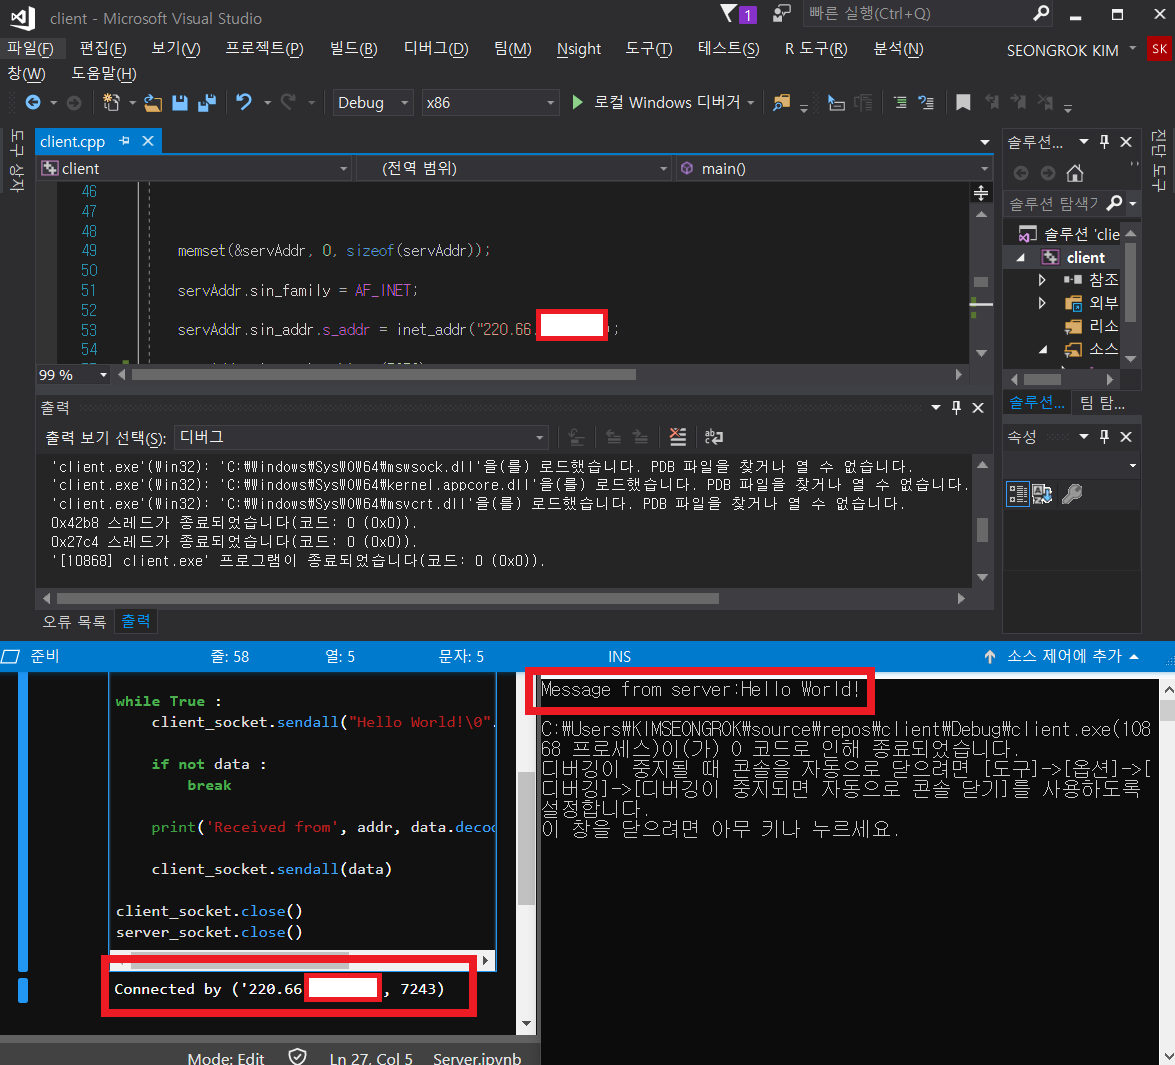 client - Microsoft Visual Studio
1
빠른 실행(Ctrl+Q)
파일(F) 편집(E) 보기(V) 프로젝트(P) 빌드(B) 디버그(D) 팀(M) Nsight 도구(T) 테스트(S) R 도구(R) 분석(N) SEONGROK KIM SK
창(W) 도움말(H)
Debug x86 로컬 Windows 디버거
도구 상자
client.cpp
client (전역 범위) main()
46
47
48
49 memset(&servAddr, 0, sizeof(servAddr));
50
51 servAddr.sin_family = AF_INET;
52
53 servAddr.sin_addr.s_addr = inet_addr("220.66.
54
99 %
출력
출력 보기 선택(S): 디버그
'client.exe'(Win32): 'C:₩Windows₩SysWOW64₩mswsock.dll'을(를) 로드했습니다. PDB 파일을 찾거나 열 수 없습니다.
'client.exe'(Win32): 'C:₩Windows₩SysWOW64₩kernel.appcore.dll'을(를) 로드했습니다. PDB 파일을 찾거나 열 수 없습니다.
'client.exe'(Win32): 'C:₩Windows₩SysWOW64₩msvcrt.dll'을(를) 로드했습니다. PDB 파일을 찾거나 열 수 없습니다.
0x42b8 스레드가 종료되었습니다(코드: 0 (0x0)).
0x27c4 스레드가 종료되었습니다(코드: 0 (0x0)).
'[10868] client.exe' 프로그램이 종료되었습니다(코드: 0 (0x0)).
오류 목록 출력
솔루션...
솔루션 탐색기
솔루션 'clie
client
참조
외부
리소
소스
솔루션... 팀 탐...
속성
진단 도구
준비 줄: 58 열: 5 문자: 5 INS 소스 제어에 추가
while True :
client_socket.sendall("Hello World!\0".
if not data :
break
print('Received from', addr, data.deco
client_socket.sendall(data)
client_socket.close()
server_socket.close()
Connected by ('220.66 , 7243)
Mode: Edit Ln 27, Col 5 Server.ipynb
Message from server:Hello World!
C:₩Users₩KIMSEONGROK₩source₩repos₩client₩Debug₩client.exe(108
68 프로세스)이(가) 0 코드로 인해 종료되었습니다.
디버깅이 중지될 때 콘솔을 자동으로 닫으려면 [도구]->[옵션]->[
디버깅]->[디버깅이 중지되면 자동으로 콘솔 닫기]를 사용하도록
설정합니다.
이 창을 닫으려면 아무 키나 누르세요.